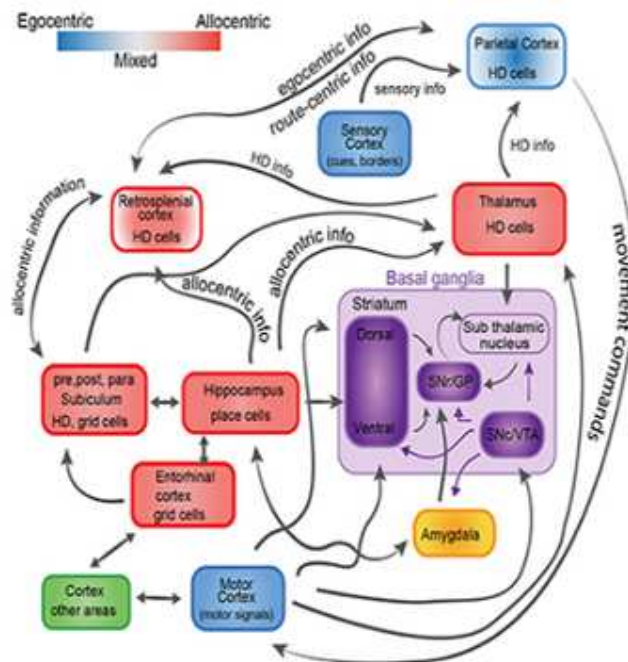 Egocentric
Allocentric
Mixed
egocentric info
route-centric info
Parietal Cortex
HD cells
sensory info
Sensory
Cortex
(cues, borders)
HD info
HD info
Retrosplenial
cortex
HD cells
Thalamus
HD cells
allocentric information
allocentric info
allocentric info
movement commands
Basal ganglia
Striatum
Dorsal
Ventral
Sub thalamic
nucleus
SNr/GP
SNc/VTA
pre,post, para
Subiculum
HD, grid cells
Hippocampus
place cells
Entorhinal
cortex
grid cells
Amygdala
Cortex
other areas
Motor
Cortex
(motor signals)